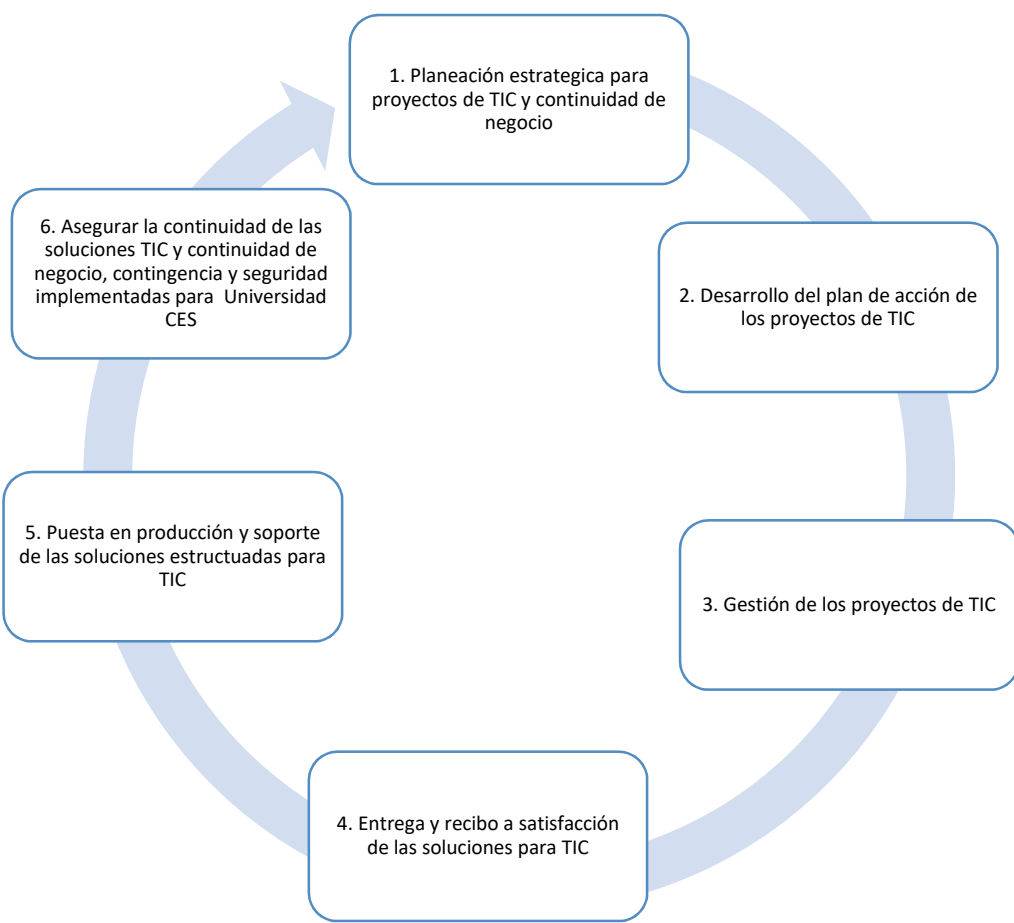 1. Planeación estrategica para
proyectos de TIC y continuidad de
negocio
2. Desarrollo del plan de acción de
los proyectos de TIC
3. Gestión de los proyectos de TIC
4. Entrega y recibo a satisfacción
de las soluciones para TIC
5. Puesta en producción y soporte
de las soluciones estructuadas para
TIC
6. Asegurar la continuidad de las
soluciones TIC y continuidad de
negocio, contingencia y seguridad
implementadas para Universidad
CES